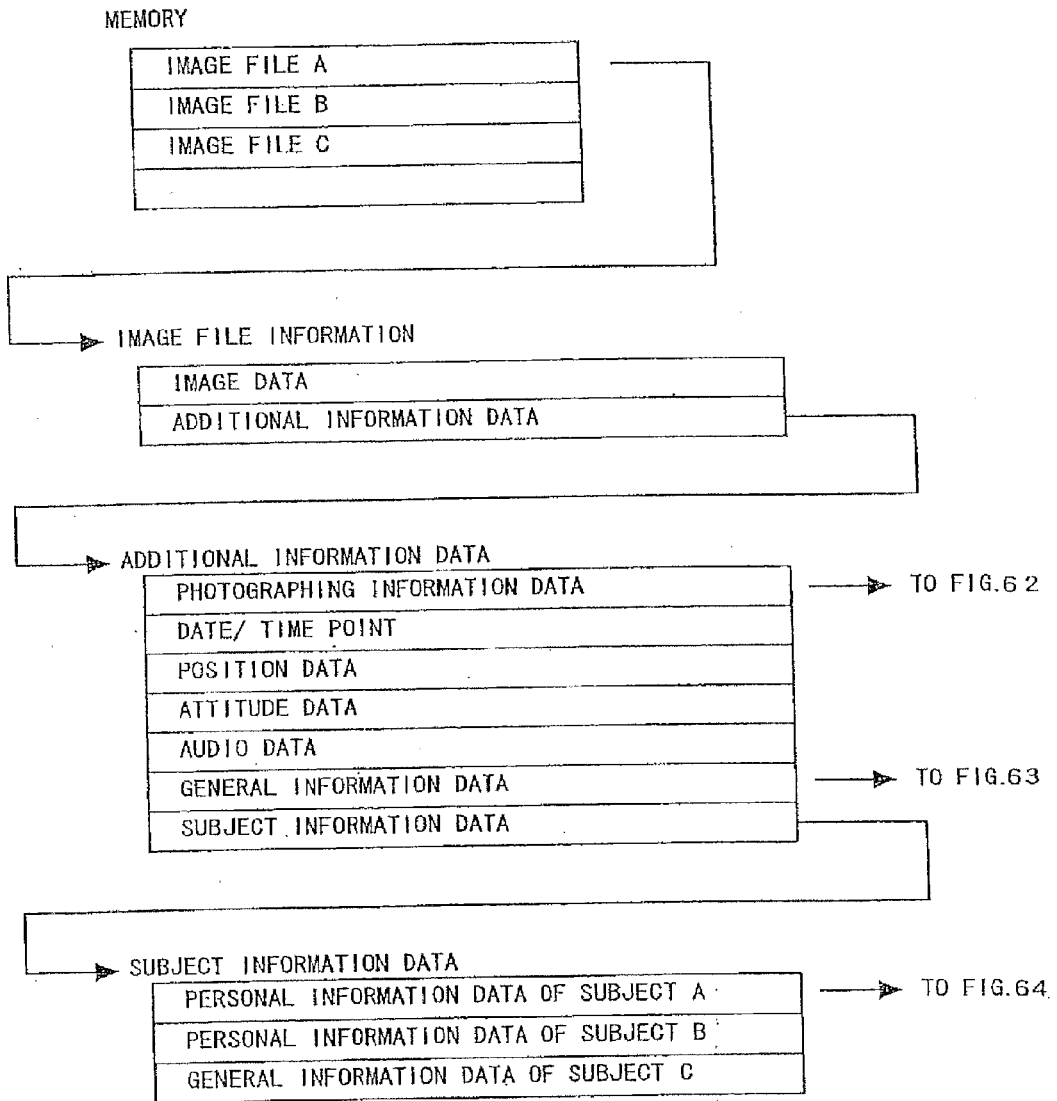 MEMORY
IMAGE FILE A
IMAGE FILE B
IMAGE FILE C
IMAGE FILE INFORMATION
IMAGE DATA
ADDITIONAL INFORMATION DATA
ADDITIONAL INFORMATION DATA
PHOTOGRAPHING INFORMATION DATA
TO FIG.62
DATE/ TIME POINT
POSITION DATA
ATTITUDE DATA
AUDIO DATA
GENERAL INFORMATION DATA
TO FIG.63
SUBJECT INFORMATION DATA
SUBJECT INFORMATION DATA
PERSONAL INFORMATION DATA OF SUBJECT A
TO FIG.64
PERSONAL INFORMATION DATA OF SUBJECT B
GENERAL INFORMATION DATA OF SUBJECT C